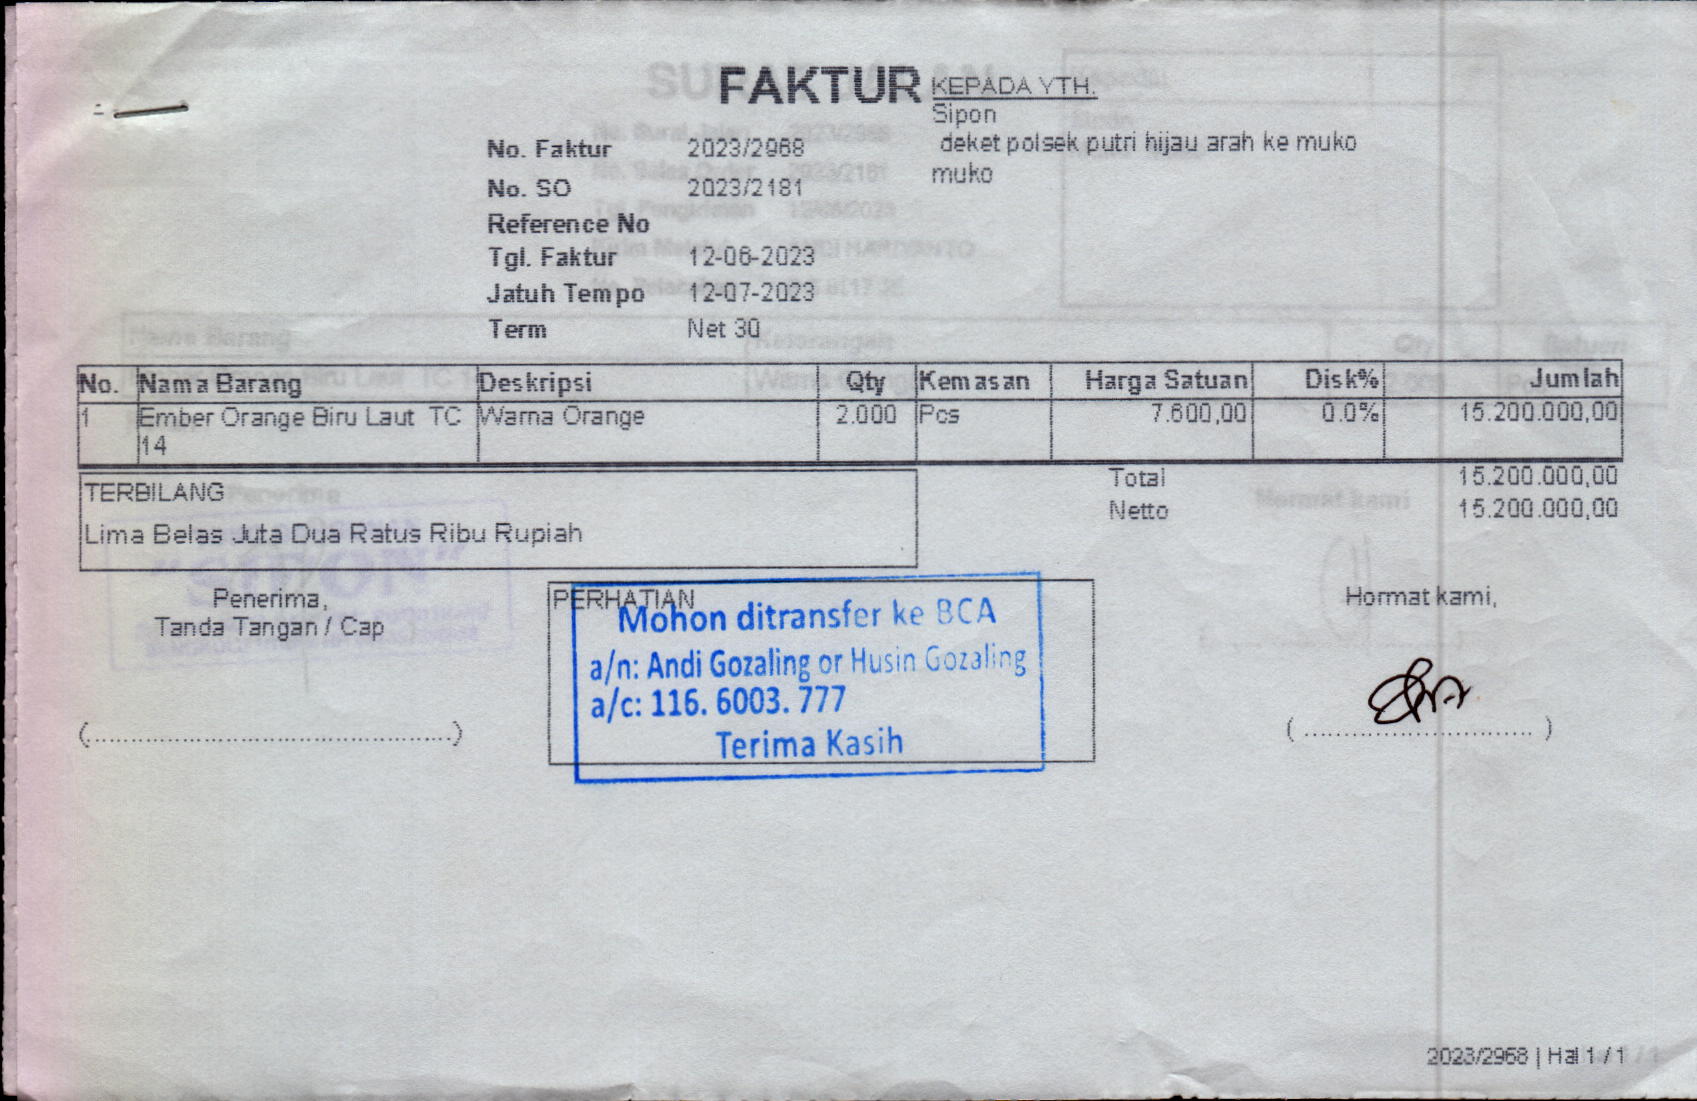 FAKTUR
KEPADA YTH.
Sipon
deket polsek putri hijau arah ke muko
muko
No. Faktur 2023/2968
No. SO 2023/2181
Reference No
Tgl. Faktur 12-06-2023
Jatuh Tempo 12-07-2023
Term Net 30
No. Nama Barang Deskripsi Qty Kemasan Harga Satuan Disk% Jumlah
1 Ember Orange Biru Laut TC Warna Orange 2.000 Pcs 7.600,00 0.0% 15.200.000,00
14
Total 15.200.000,00
Netto 15.200.000,00
TERBILANG
Lima Belas Juta Dua Ratus Ribu Rupiah
Penerima,
Tanda Tangan / Cap
(............................................)
PERHATIAN
Mohon ditransfer ke BCA
a/n: Andi Gozaling or Husin Gozaling
a/c: 116. 6003. 777
Terima Kasih
Hormat kami,
(............................)
2023/2968 | Hal 1 / 1